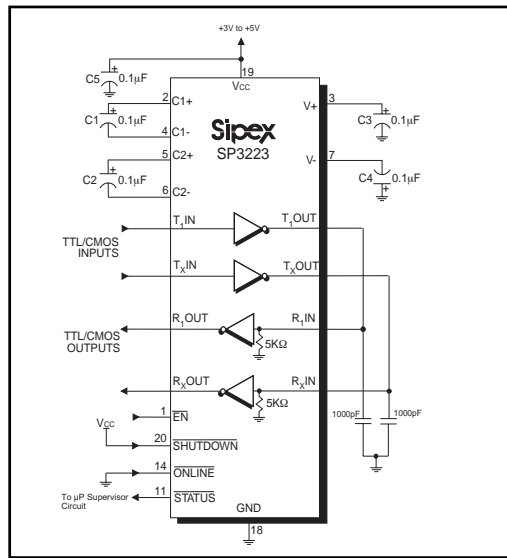 +3V to +5V
19
VCC
C5 + 0.1µF
2 C1+
C1 + 0.1µF
4 C1-
5 C2+
C2 + 0.1µF
6 C2-
V+ 3
C3 + 0.1µF
V- 7
C4 0.1µF +
Sipex
SP3223
T1IN
T1OUT
TTL/CMOS
INPUTS
TXIN
TXOUT
R1OUT
R1IN
TTL/CMOS
OUTPUTS
5KΩ
RXOUT
RXIN
5KΩ
1000pF
1000pF
1 EN
VCC
20 SHUTDOWN
14 ONLINE
11 STATUS
To µP Supervisor
Circuit
GND
18